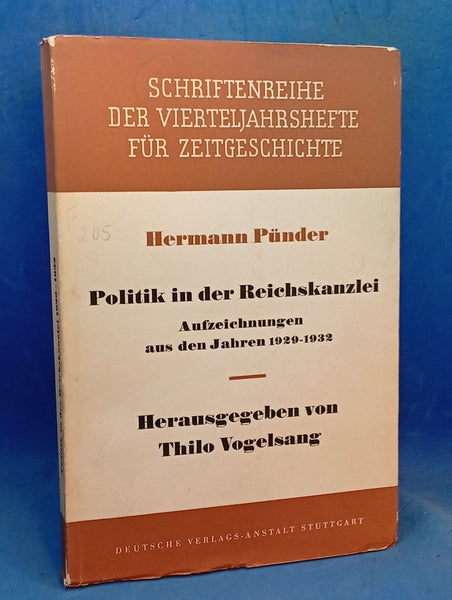 SCHRIFTENREIHE
DER VIERTELJAHRSHEFTE
FÜR ZEITGESCHICHTE
205
Hermann Pünder
Politik in der Reichskanzlei
Aufzeichnungen
aus den Jahren 1929-1932
Herausgegeben von
Thilo Vogelsang
DEUTSCHE VERLAGS-ANSTALT STUTTGART